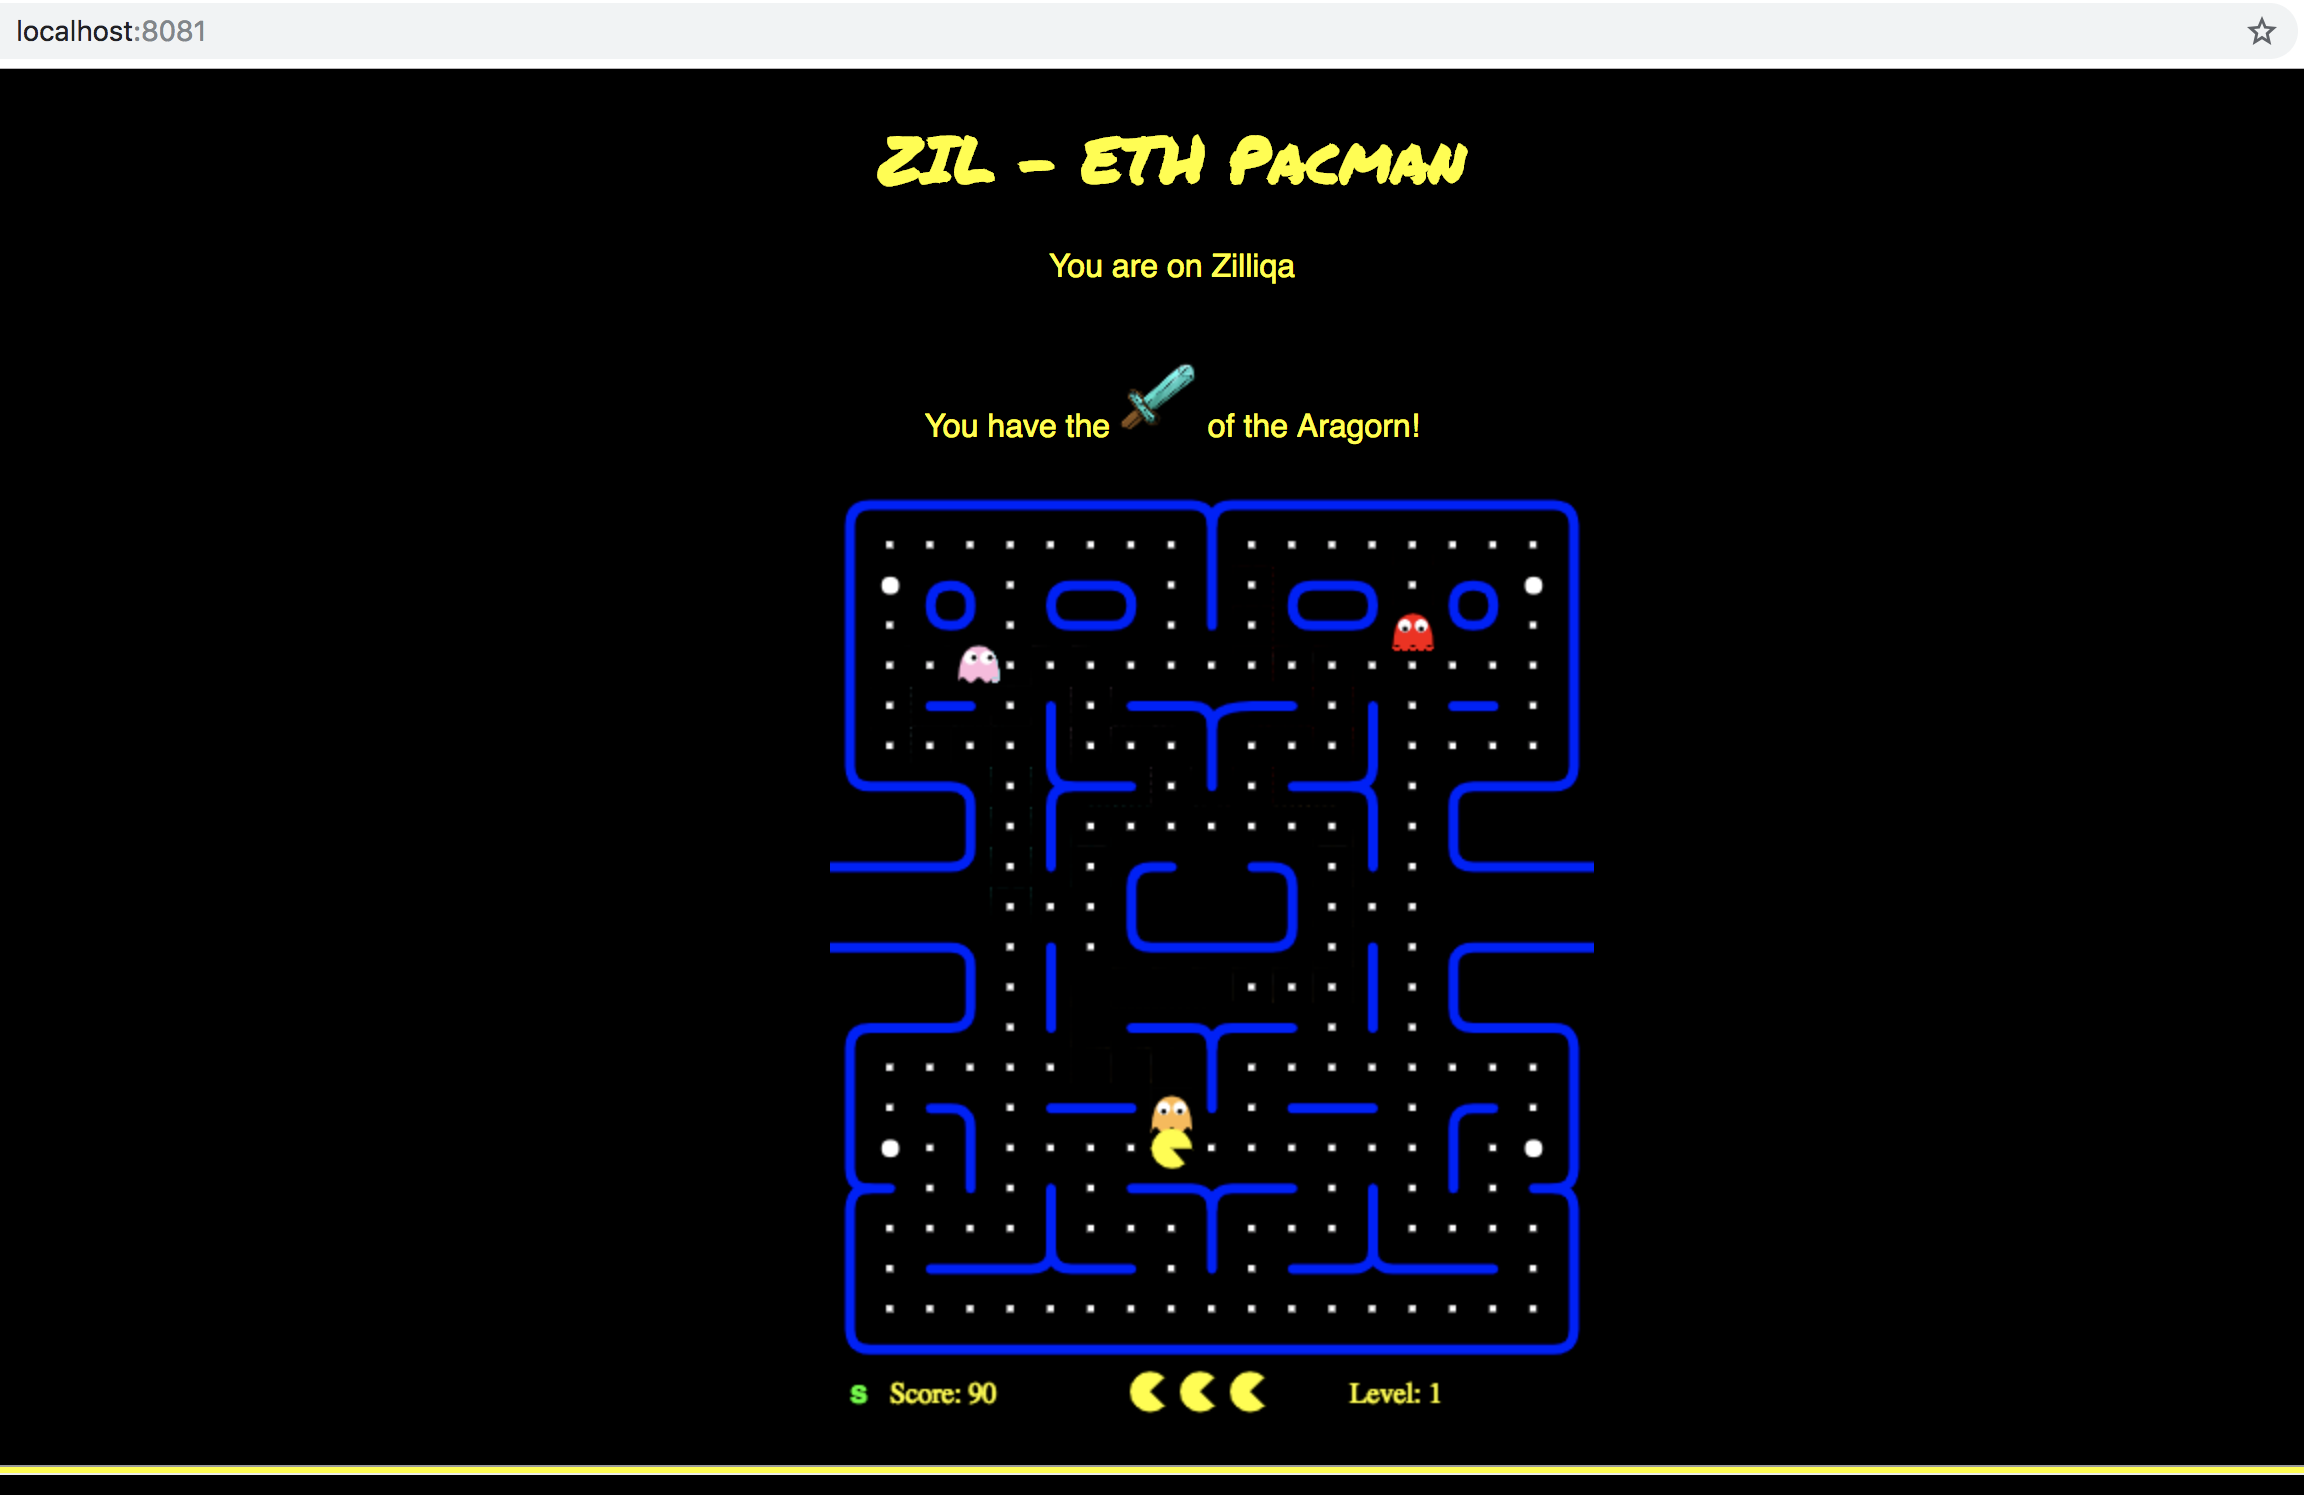 localhost:8081
ZIL - ETH PACMAN
You are on Zilliqa
You have the of the Aragorn!
s Score: 90 Level: 1